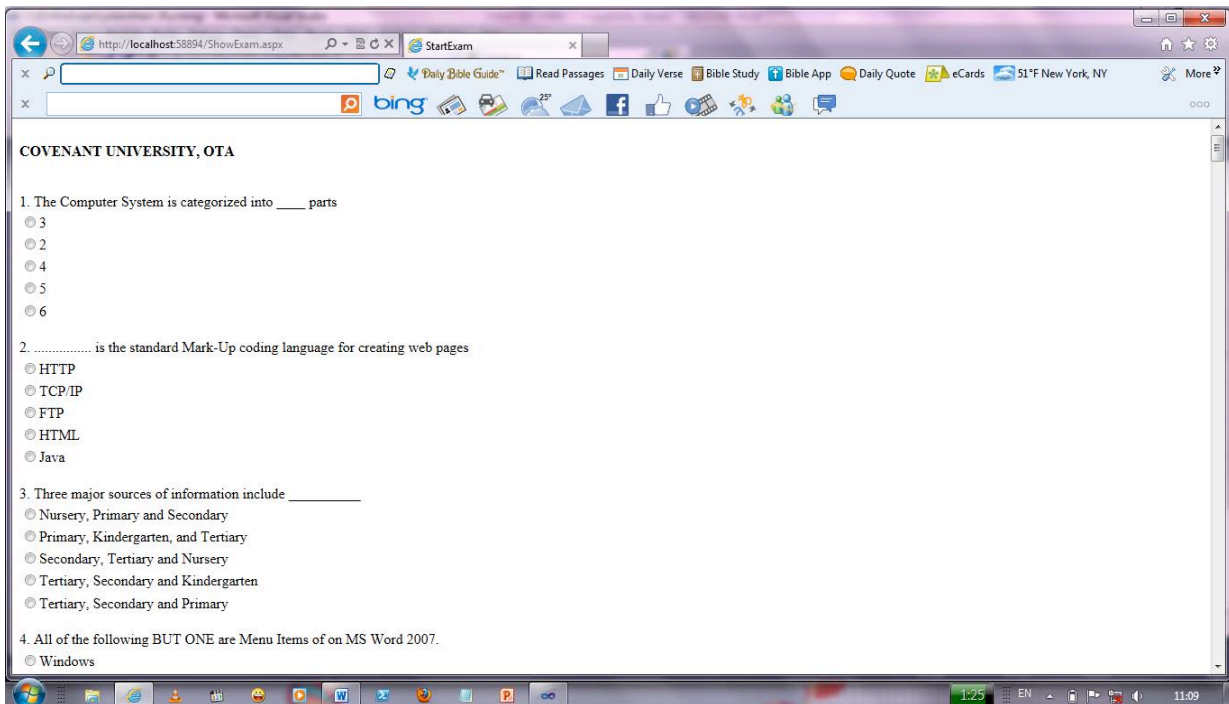 http://localhost:58894/ShowExam.aspx
StartExam
Daily Bible Guide™ Read Passages Daily Verse Bible Study Bible App Daily Quote eCards 51°F New York, NY More
bing 25°
COVENANT UNIVERSITY, OTA
1. The Computer System is categorized into ____ parts
3
2
4
5
6
2. ................ is the standard Mark-Up coding language for creating web pages
HTTP
TCP/IP
FTP
HTML
Java
3. Three major sources of information include __________
Nursery, Primary and Secondary
Primary, Kindergarten, and Tertiary
Secondary, Tertiary and Nursery
Tertiary, Secondary and Kindergarten
Tertiary, Secondary and Primary
4. All of the following BUT ONE are Menu Items of on MS Word 2007.
Windows
1:25 EN 11:09